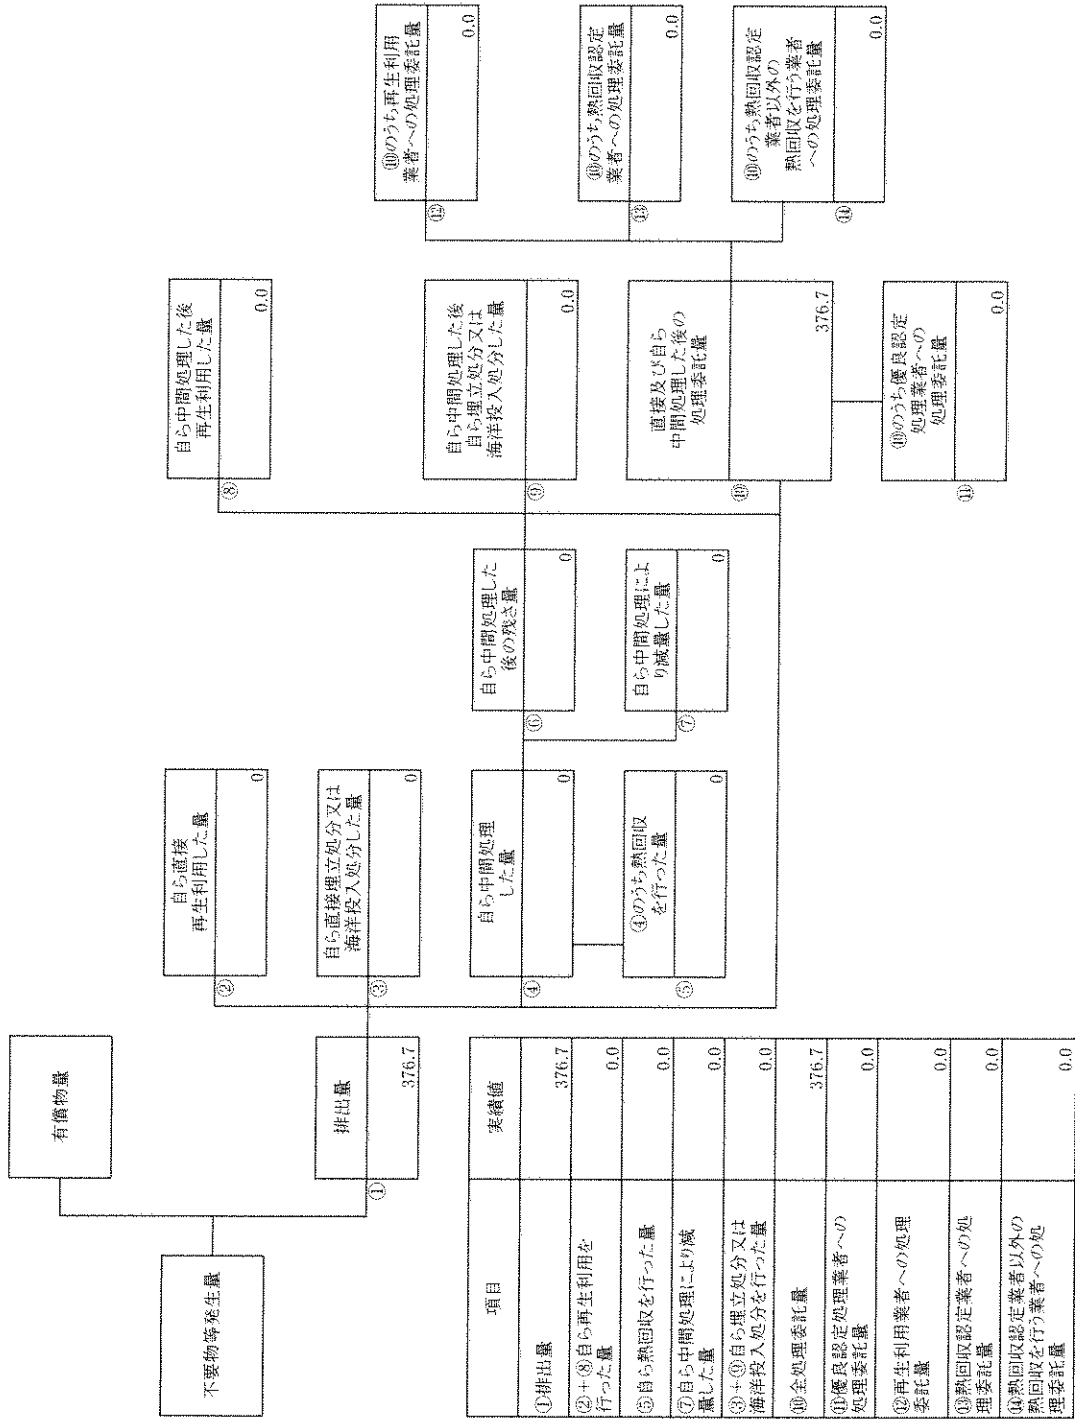 不要物等発生量
有償物量
排出量
①
376.7
自ら直接
再生利用した量
②
0
自ら直接埋立処分又は
海洋投入処分した量
③
0
自ら中間処理
した量
④
0
④のうち熱回収
を行った量
⑤
0
自ら中間処理した
後の残さ量
⑥
0
自ら中間処理によ
り減量した量
⑦
0
自ら中間処理した後
再生利用した量
⑧
0.0
自ら中間処理した後
自ら埋立処分又は
海洋投入処分した量
⑨
0.0
直接及び自ら
中間処理した後の
処理委託量
⑩
376.7
⑩のうち優良認定
処理業者への
処理委託量
⑪
0.0
⑩のうち再生利用
業者への処理委託量
⑫
0.0
⑩のうち熱回収認定
業者への処理委託量
⑬
0.0
⑩のうち熱回収認定
業者以外の
熱回収を行う業者
への処理委託量
⑭
0.0
項目 実績値
①排出量 376.7
②+⑧自ら再生利用を
行った量 0.0
⑤自ら熱回収を行った量 0.0
⑦自ら中間処理により減
量した量 0.0
③+⑨自ら埋立処分又は
海洋投入処分を行った量 0.0
⑩全処理委託量 376.7
⑪優良認定処理業者への
処理委託量 0.0
⑫再生利用業者への処理
委託量 0.0
⑬熱回収認定業者への処
理委託量 0.0
⑭熱回収認定業者以外の
熱回収を行う業者への処
理委託量 0.0